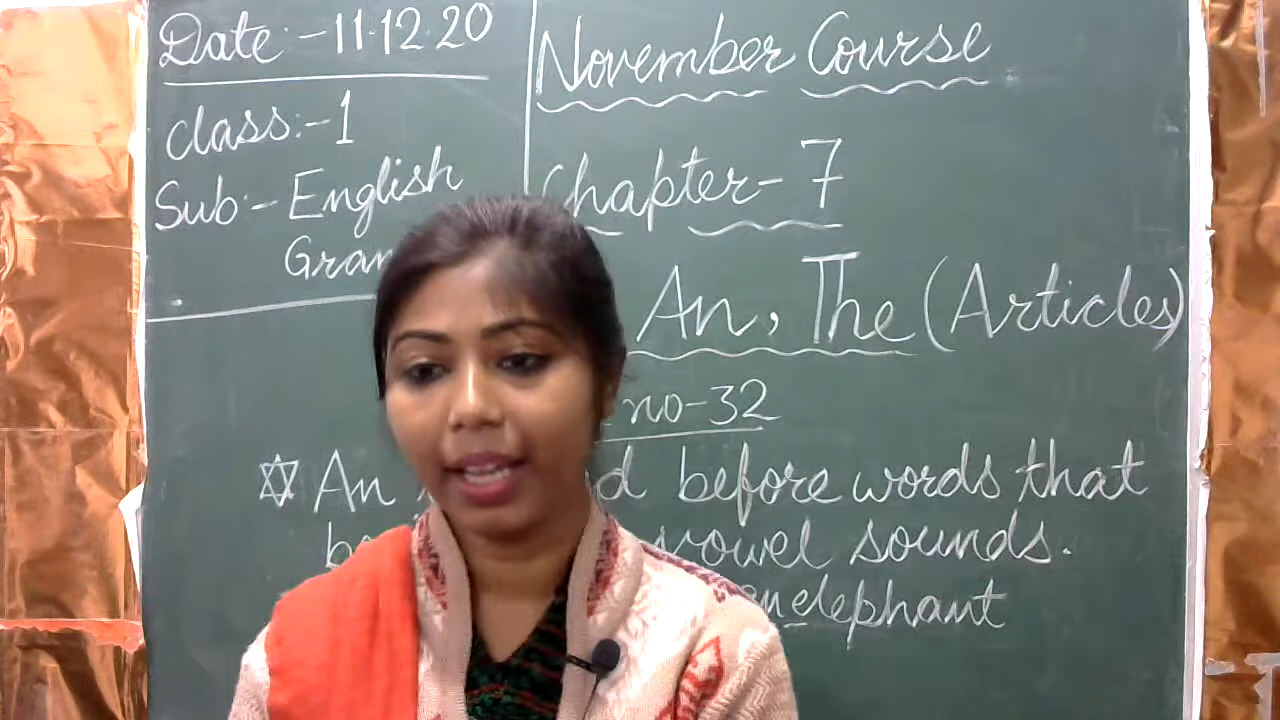 Date:-11.12.20
Class:-1
Sub:-English
November Course
Chapter-7
An, The (Articles)
no-32
An before words that
vowel sounds.
elephant